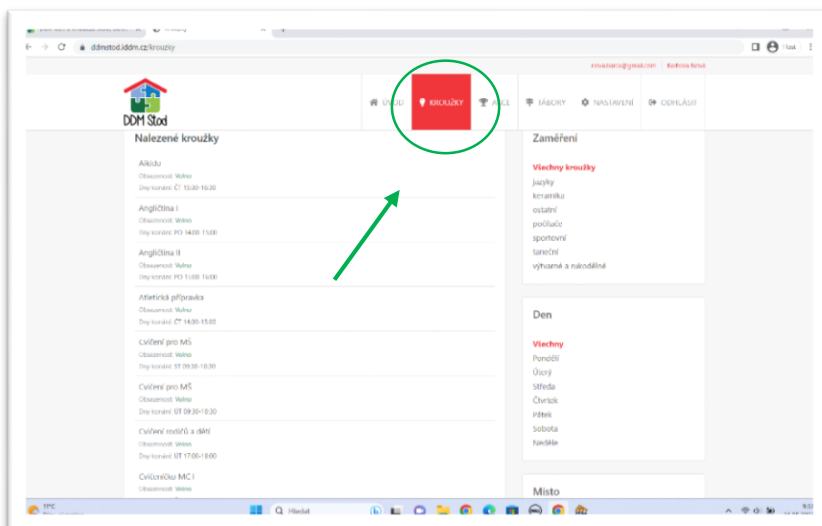 ddmstod.iddm.cz/krouzky
DDM Stod
ÚVOD
KROUŽKY
AKCE
TÁBORY
NASTAVENÍ
ODHLÁSIT
Nalezené kroužky
Aikido
Obsazenost: Volno
Dny konání: ČT 15:30-16:30
Angličtina I
Obsazenost: Volno
Dny konání: PO 14:00-15:00
Angličtina II
Obsazenost: Volno
Dny konání: PO 15:00-16:00
Atletická přípravka
Obsazenost: Volno
Dny konání: ČT 14:00-15:00
Cvičení pro MŠ
Obsazenost: Volno
Dny konání: ST 09:30-10:30
Cvičení pro MŠ
Obsazenost: Volno
Dny konání: ÚT 09:30-10:30
Cvičení rodičů a dětí
Obsazenost: Volno
Dny konání: ÚT 17:00-18:00
Cvičeníčko MC I
Obsazenost: Volno
Zaměření
Všechny kroužky
jazyky
keramika
ostatní
počítače
sportovní
taneční
výtvarné a rukodělné
Den
Všechny
Pondělí
Úterý
Středa
Čtvrtek
Pátek
Sobota
Neděle
Místo
11°C
Hledat